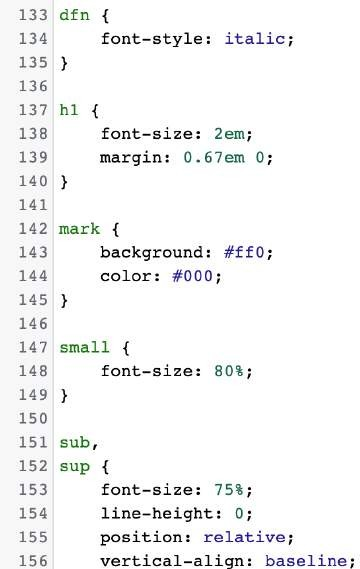 133 dfn {
134     font-style: italic;
135 }
136
137 h1 {
138     font-size: 2em;
139     margin: 0.67em 0;
140 }
141
142 mark {
143     background: #ff0;
144     color: #000;
145 }
146
147 small {
148     font-size: 80%;
149 }
150
151 sub,
152 sup {
153     font-size: 75%;
154     line-height: 0;
155     position: relative;
156     vertical-align: baseline;